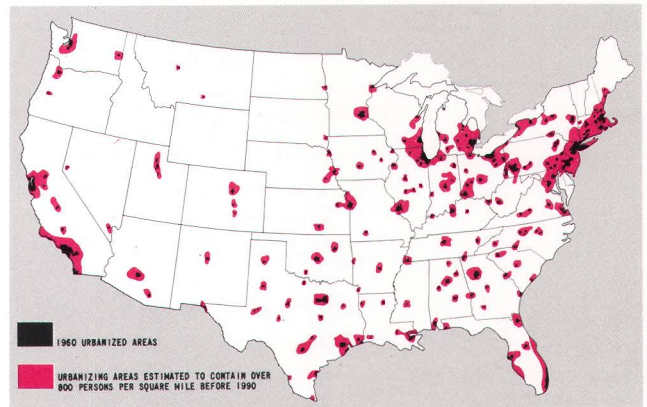 1960 URBANIZED AREAS
URBANIZING AREAS ESTIMATED TO CONTAIN OVER
800 PERSONS PER SQUARE MILE BEFORE 1990